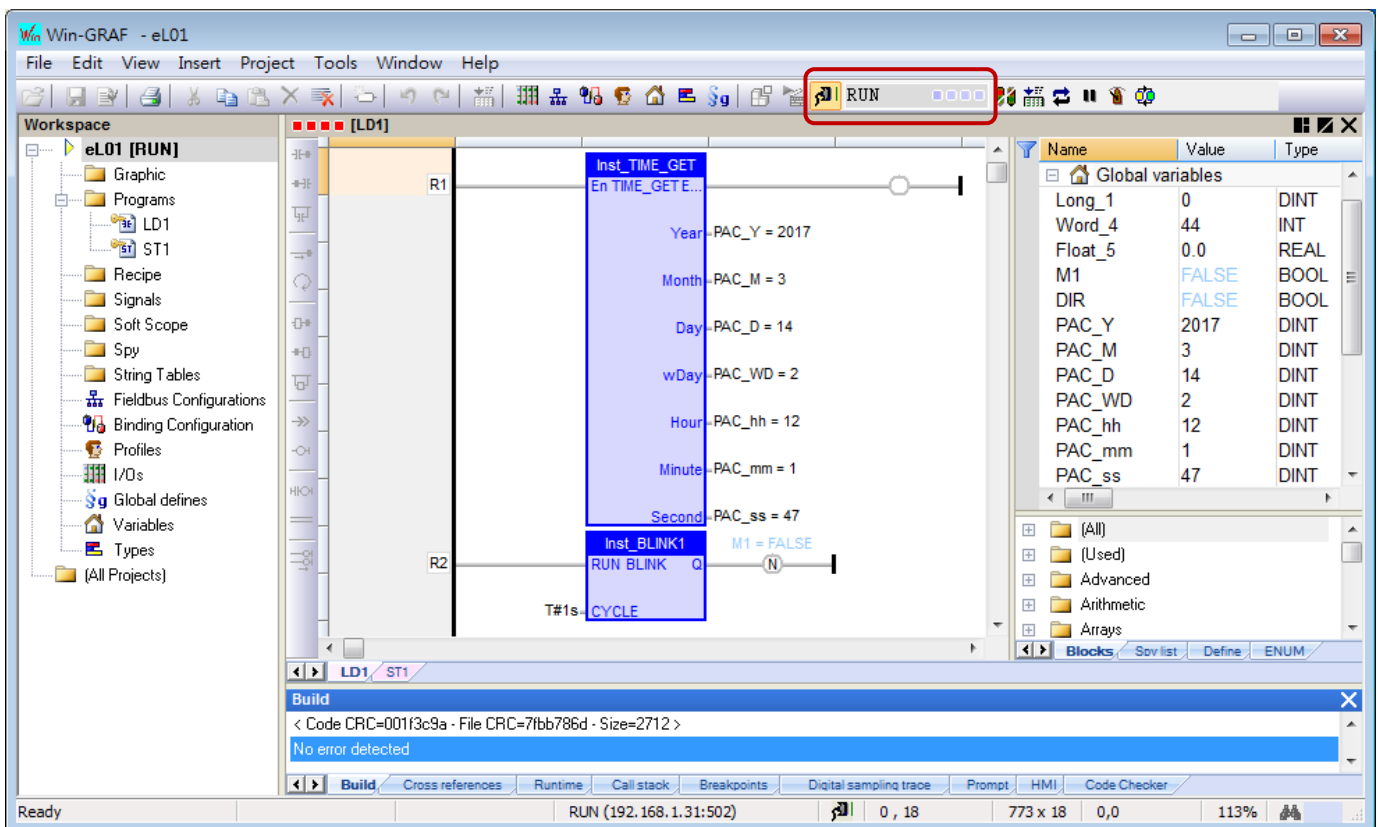 Win-GRAF - eL01
File Edit View Insert Project Tools Window Help
RUN
Workspace
eL01 [RUN]
Graphic
Programs
LD1
ST1
Recipe
Signals
Soft Scope
Spy
String Tables
Fieldbus Configurations
Binding Configuration
Profiles
I/Os
Global defines
Variables
Types
(All Projects)
[LD1]
R1
Inst_TIME_GET
En TIME_GET E...
Year PAC_Y = 2017
Month PAC_M = 3
Day PAC_D = 14
wDay PAC_WD = 2
Hour PAC_hh = 12
Minute PAC_mm = 1
Second PAC_ss = 47
Inst_BLINK1 M1 = FALSE
R2 RUN BLINK Q N
T#1s CYCLE
LD1 ST1
Name Value Type
Global variables
Long_1 0 DINT
Word_4 44 INT
Float_5 0.0 REAL
M1 FALSE BOOL
DIR FALSE BOOL
PAC_Y 2017 DINT
PAC_M 3 DINT
PAC_D 14 DINT
PAC_WD 2 DINT
PAC_hh 12 DINT
PAC_mm 1 DINT
PAC_ss 47 DINT
(All)
(Used)
Advanced
Arithmetic
Arrays
Blocks Spy list Define ENUM
Build
< Code CRC=001f3c9a - File CRC=7fbb786d - Size=2712 >
No error detected
Build Cross references Runtime Call stack Breakpoints Digital sampling trace Prompt HMI Code Checker
Ready RUN (192.168.1.31:502) 0 , 18 773 x 18 0,0 113%